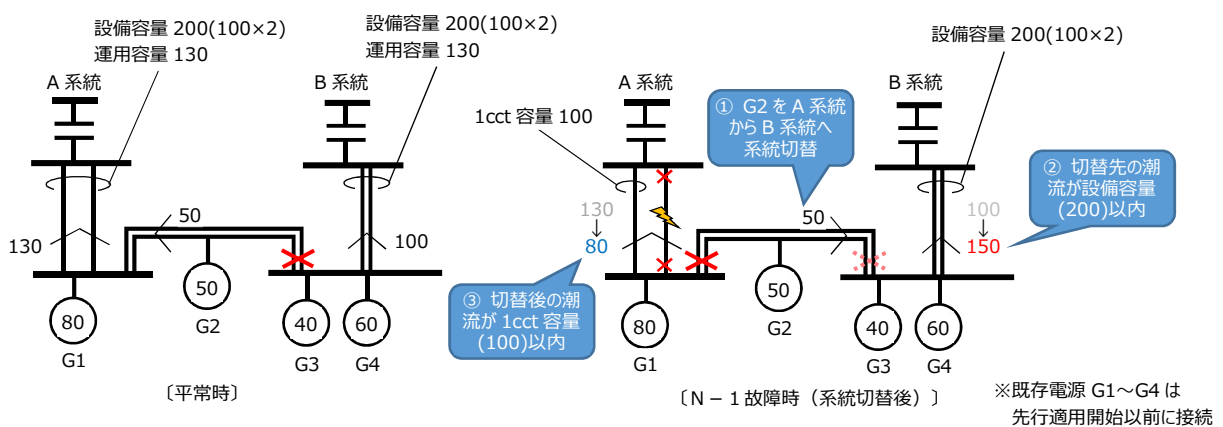 設備容量 200(100×2)
運用容量 130
A 系統
130
50
80
G1
50
G2
設備容量 200(100×2)
運用容量 130
B 系統
100
40
G3
60
G4
〔平常時〕
A 系統
1cct 容量 100
130
↓
80
① G2 を A 系統
から B 系統へ
系統切替
50
設備容量 200(100×2)
B 系統
100
↓
150
② 切替先の潮
流が設備容量
(200)以内
③ 切替後の潮
流が 1cct 容量
(100)以内
80
G1
50
G2
40
G3
60
G4
〔N－1 故障時（系統切替後）〕
※既存電源 G1～G4 は
先行適用開始以前に接続